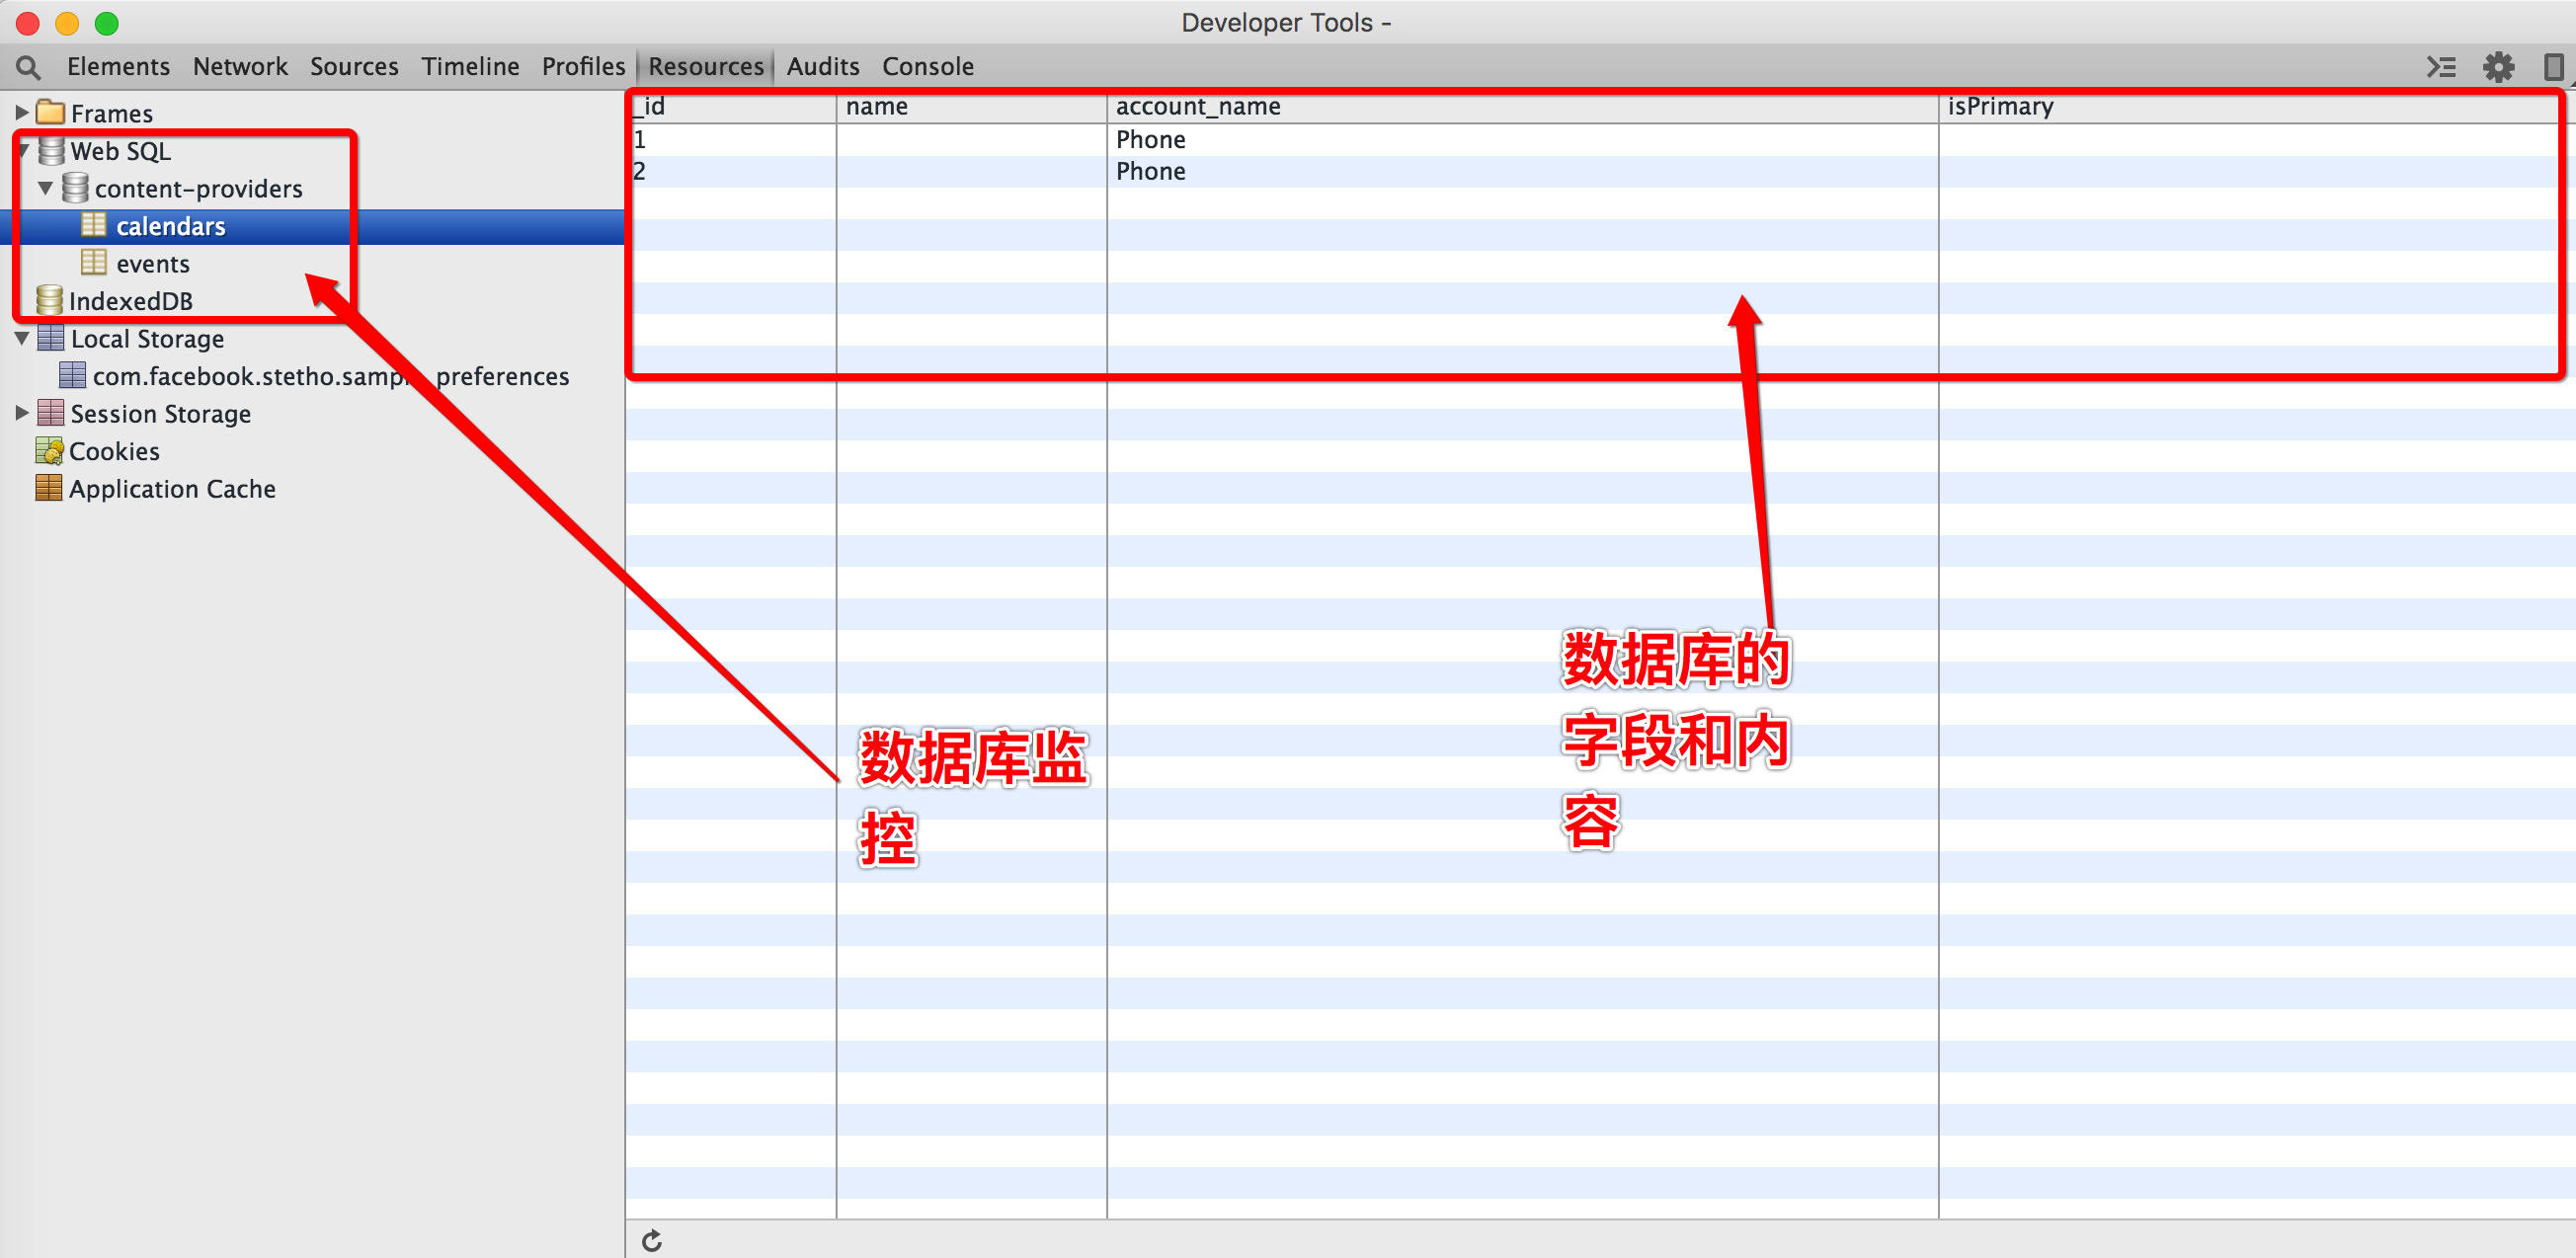 Developer Tools -
Elements Network Sources Timeline Profiles Resources Audits Console
Frames
Web SQL
content-providers
calendars
events
IndexedDB
Local Storage
com.facebook.stetho.sampl preferences
Session Storage
Cookies
Application Cache
_id name account_name isPrimary
1 Phone
2 Phone
数据库监
控
数据库的
字段和内
容